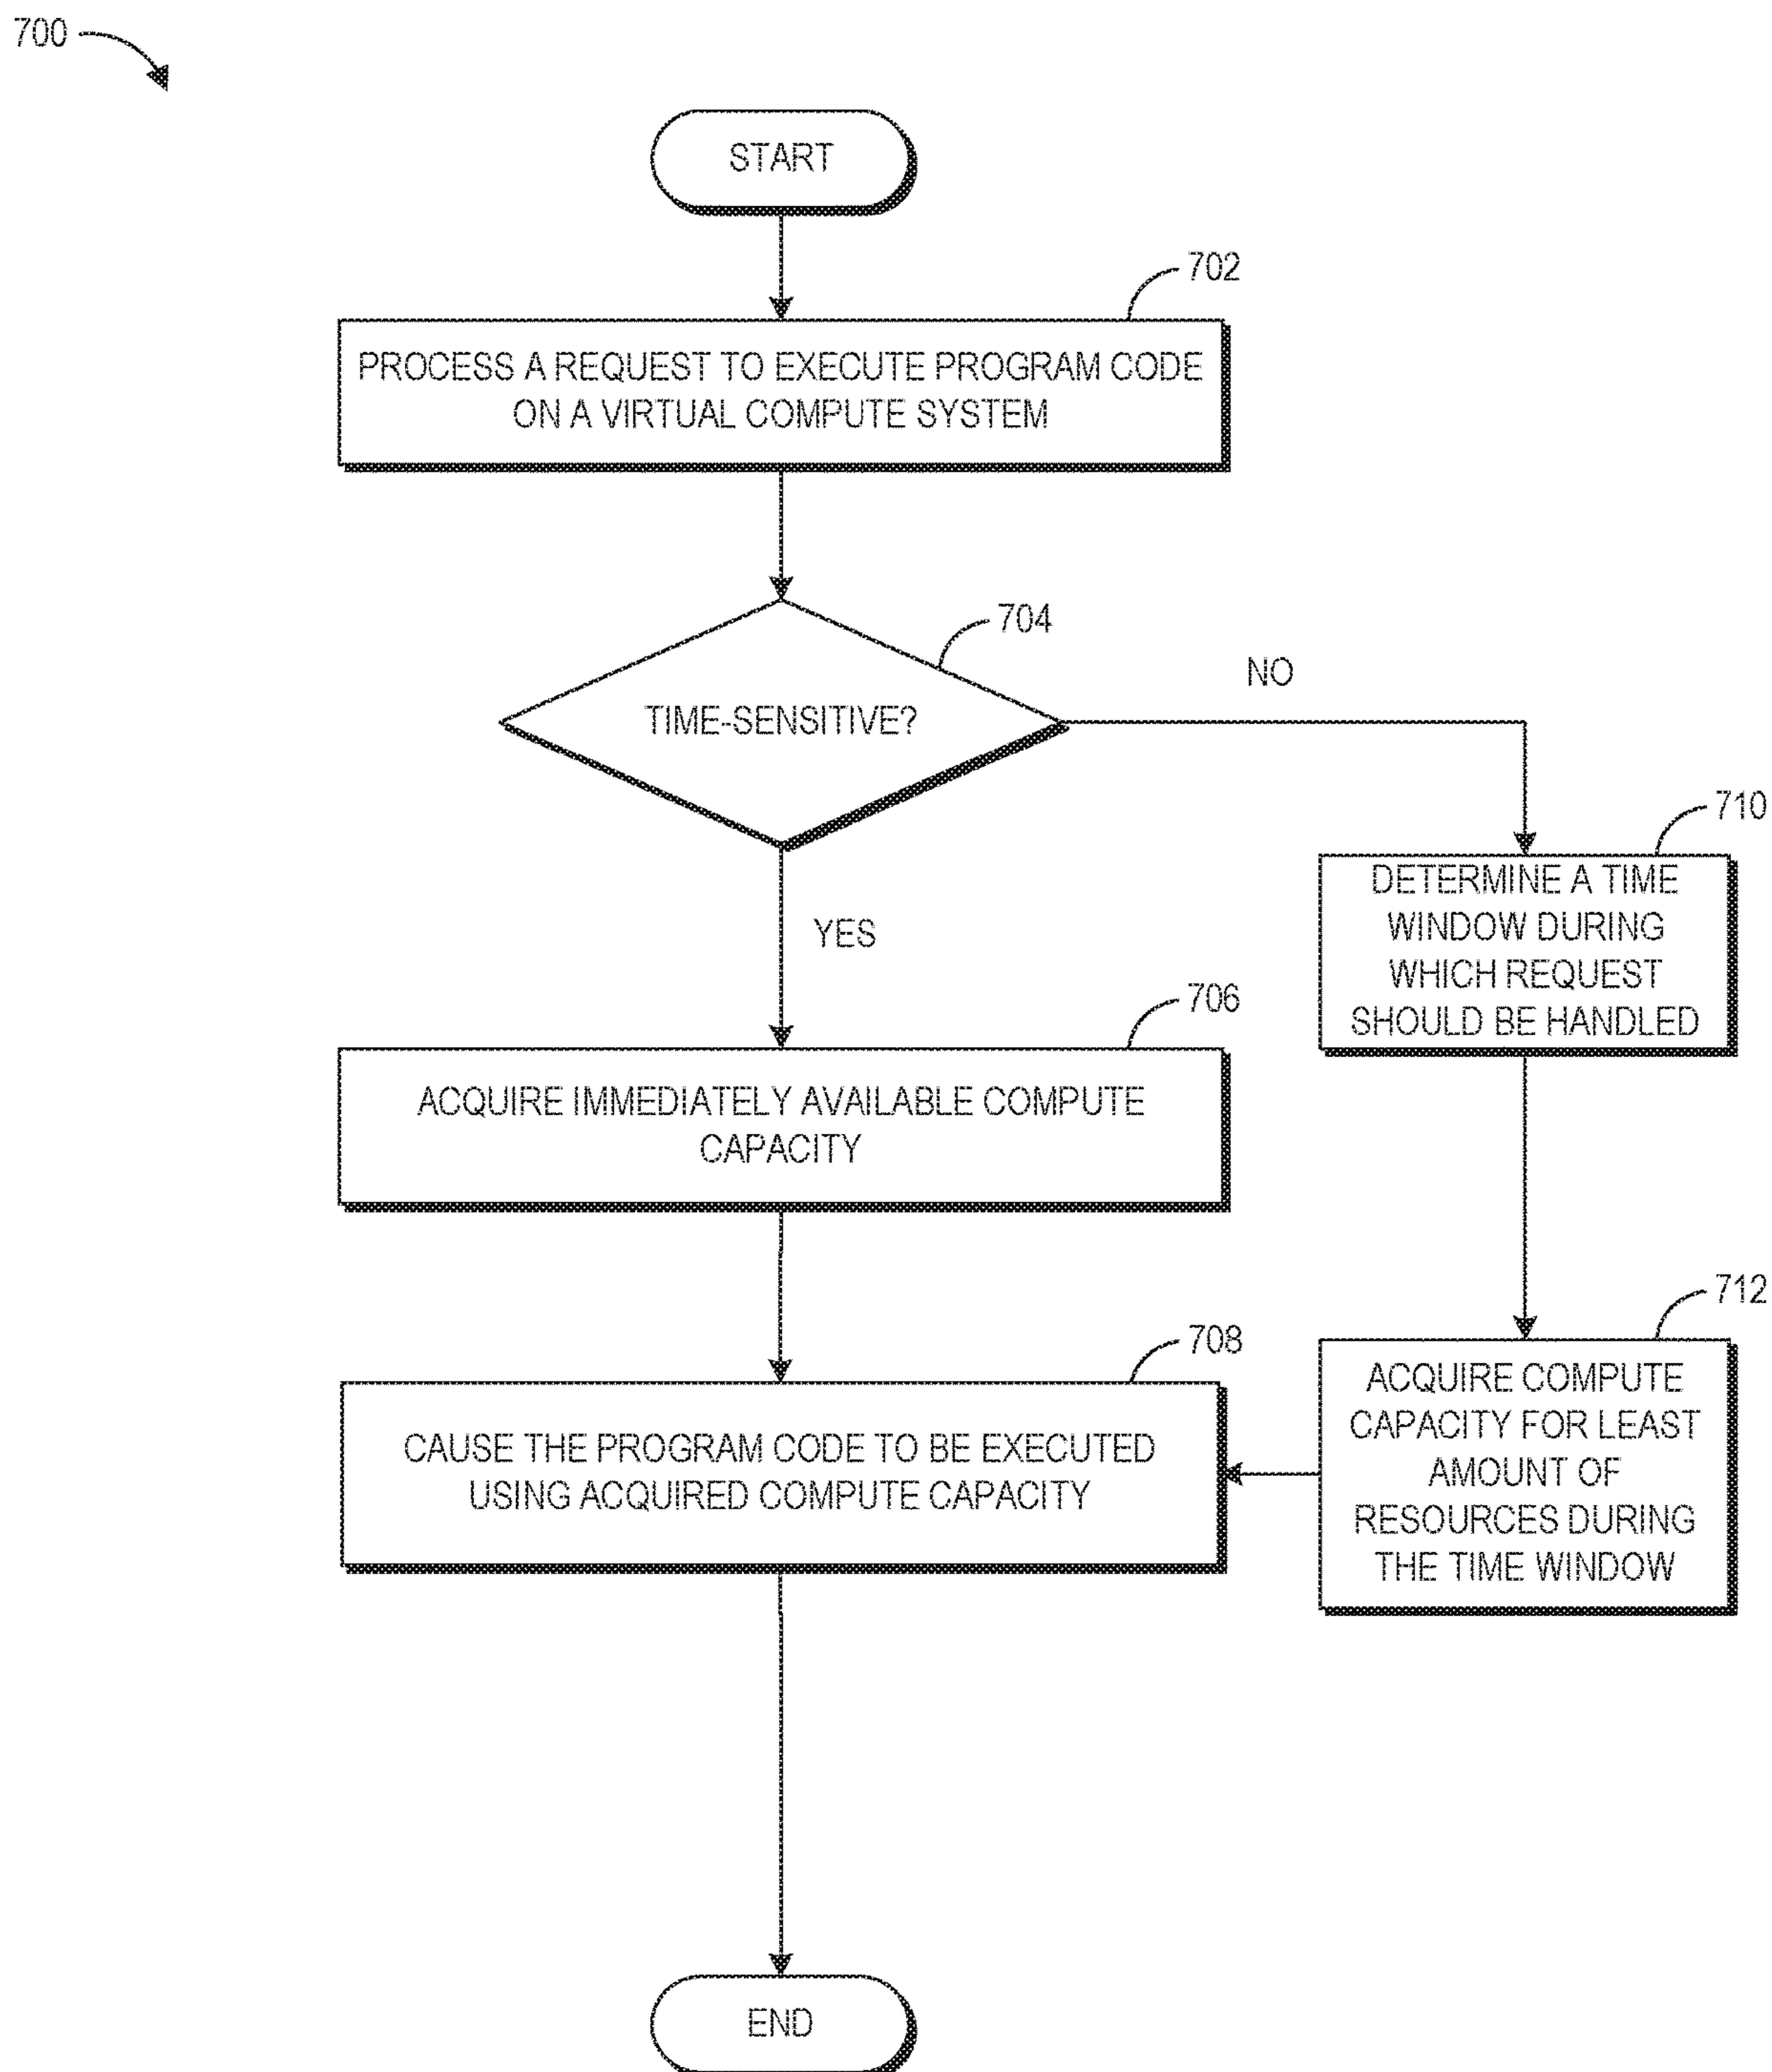 700
START
702
PROCESS A REQUEST TO EXECUTE PROGRAM CODE
ON A VIRTUAL COMPUTE SYSTEM
704
TIME-SENSITIVE?
NO
YES
706
ACQUIRE IMMEDIATELY AVAILABLE COMPUTE
CAPACITY
708
CAUSE THE PROGRAM CODE TO BE EXECUTED
USING ACQUIRED COMPUTE CAPACITY
710
DETERMINE A TIME
WINDOW DURING
WHICH REQUEST
SHOULD BE HANDLED
712
ACQUIRE COMPUTE
CAPACITY FOR LEAST
AMOUNT OF
RESOURCES DURING
THE TIME WINDOW
END